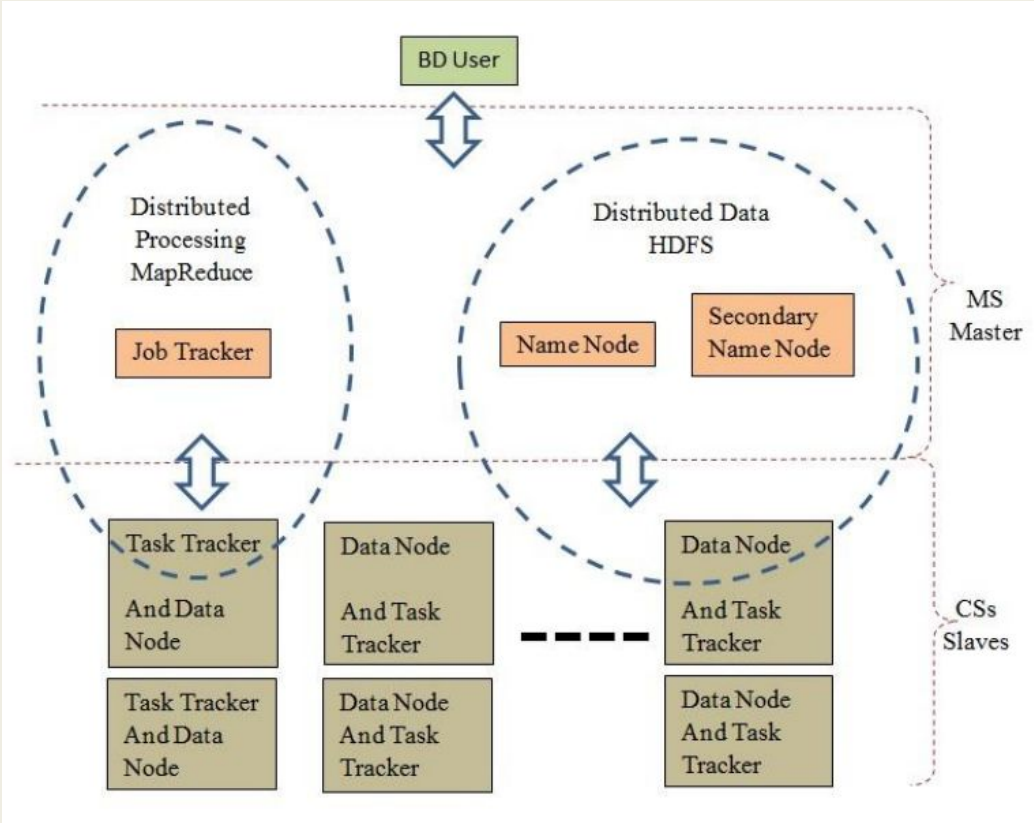 BD User
Distributed
Processing
MapReduce
Distributed Data
HDFS
Job Tracker
Name Node
Secondary
Name Node
MS
Master
Task Tracker
And Data
Node
Data Node
And Task
Tracker
Data Node
And Task
Tracker
CSs
Slaves
Task Tracker
And Data
Node
Data Node
And Task
Tracker
Data Node
And Task
Tracker